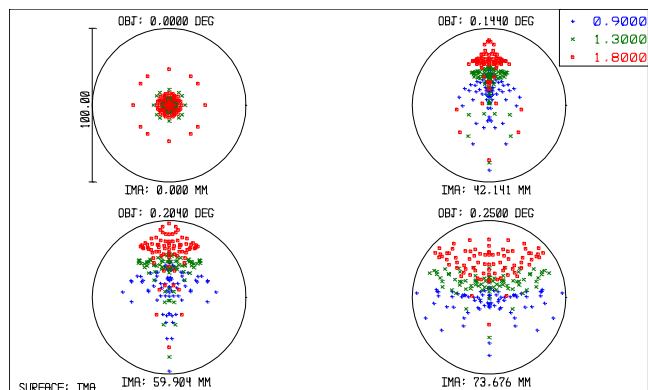 OBJ: 0.0000 DEG
OBJ: 0.1440 DEG
+ 0.9000
× 1.3000
▫ 1.8000
100.00
IMA: 0.000 MM
IMA: 42.141 MM
OBJ: 0.2040 DEG
OBJ: 0.2500 DEG
IMA: 59.904 MM
IMA: 73.676 MM
SURFACE: IMA